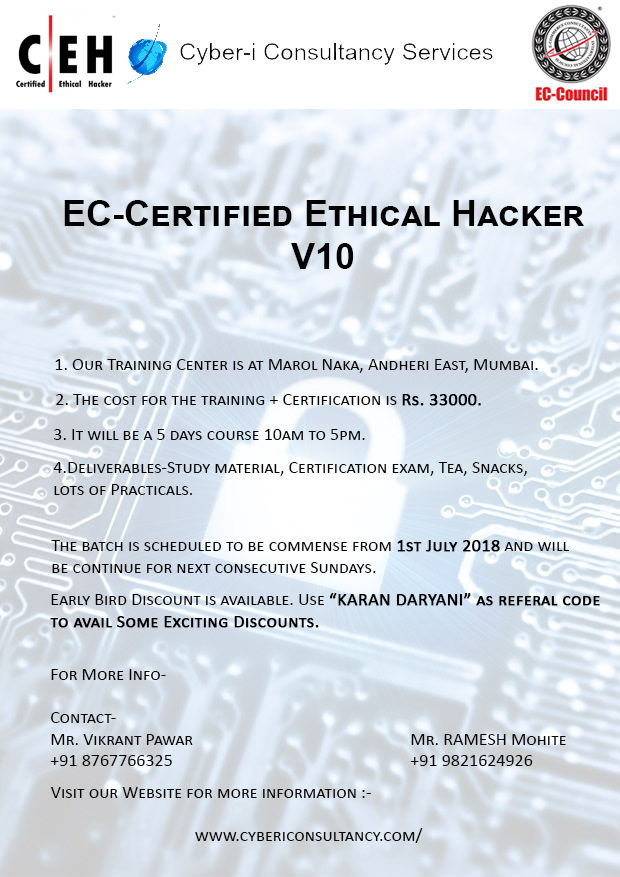 CEH
Certified Ethical Hacker
Cyber-i Consultancy Services
EC-Council
EC-Certified Ethical Hacker
V10
1. Our Training Center is at Marol Naka, Andheri East, Mumbai.
2. The cost for the training + Certification is Rs. 33000.
3. It will be a 5 days course 10am to 5pm.
4.Deliverables-Study material, Certification exam, Tea, Snacks,
lots of Practicals.
The batch is scheduled to be commense from 1st July 2018 and will
be continue for next consecutive Sundays.
Early Bird Discount is available. Use “KARAN DARYANI” as referal code
to avail Some Exciting Discounts.
For More Info-
Contact-
Mr. Vikrant Pawar
+91 8767766325
Mr. RAMESH Mohite
+91 9821624926
Visit our Website for more information :-
www.cybericonsultancy.com/